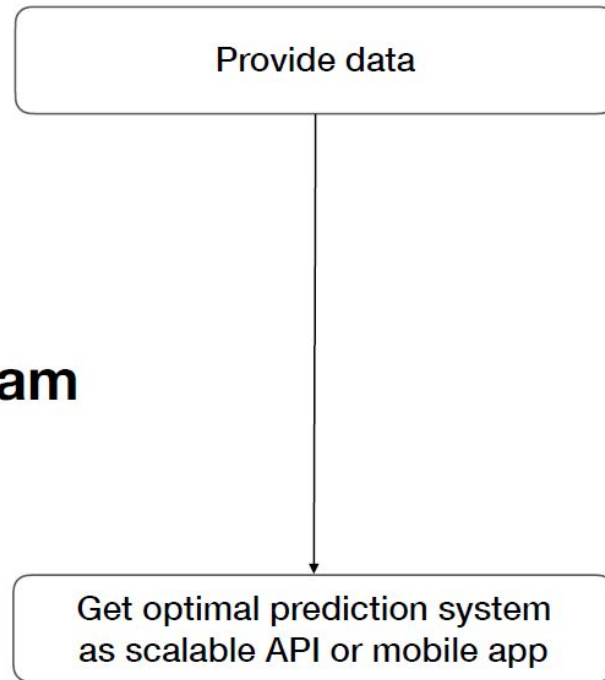 Provide data
am
Get optimal prediction system
as scalable API or mobile app